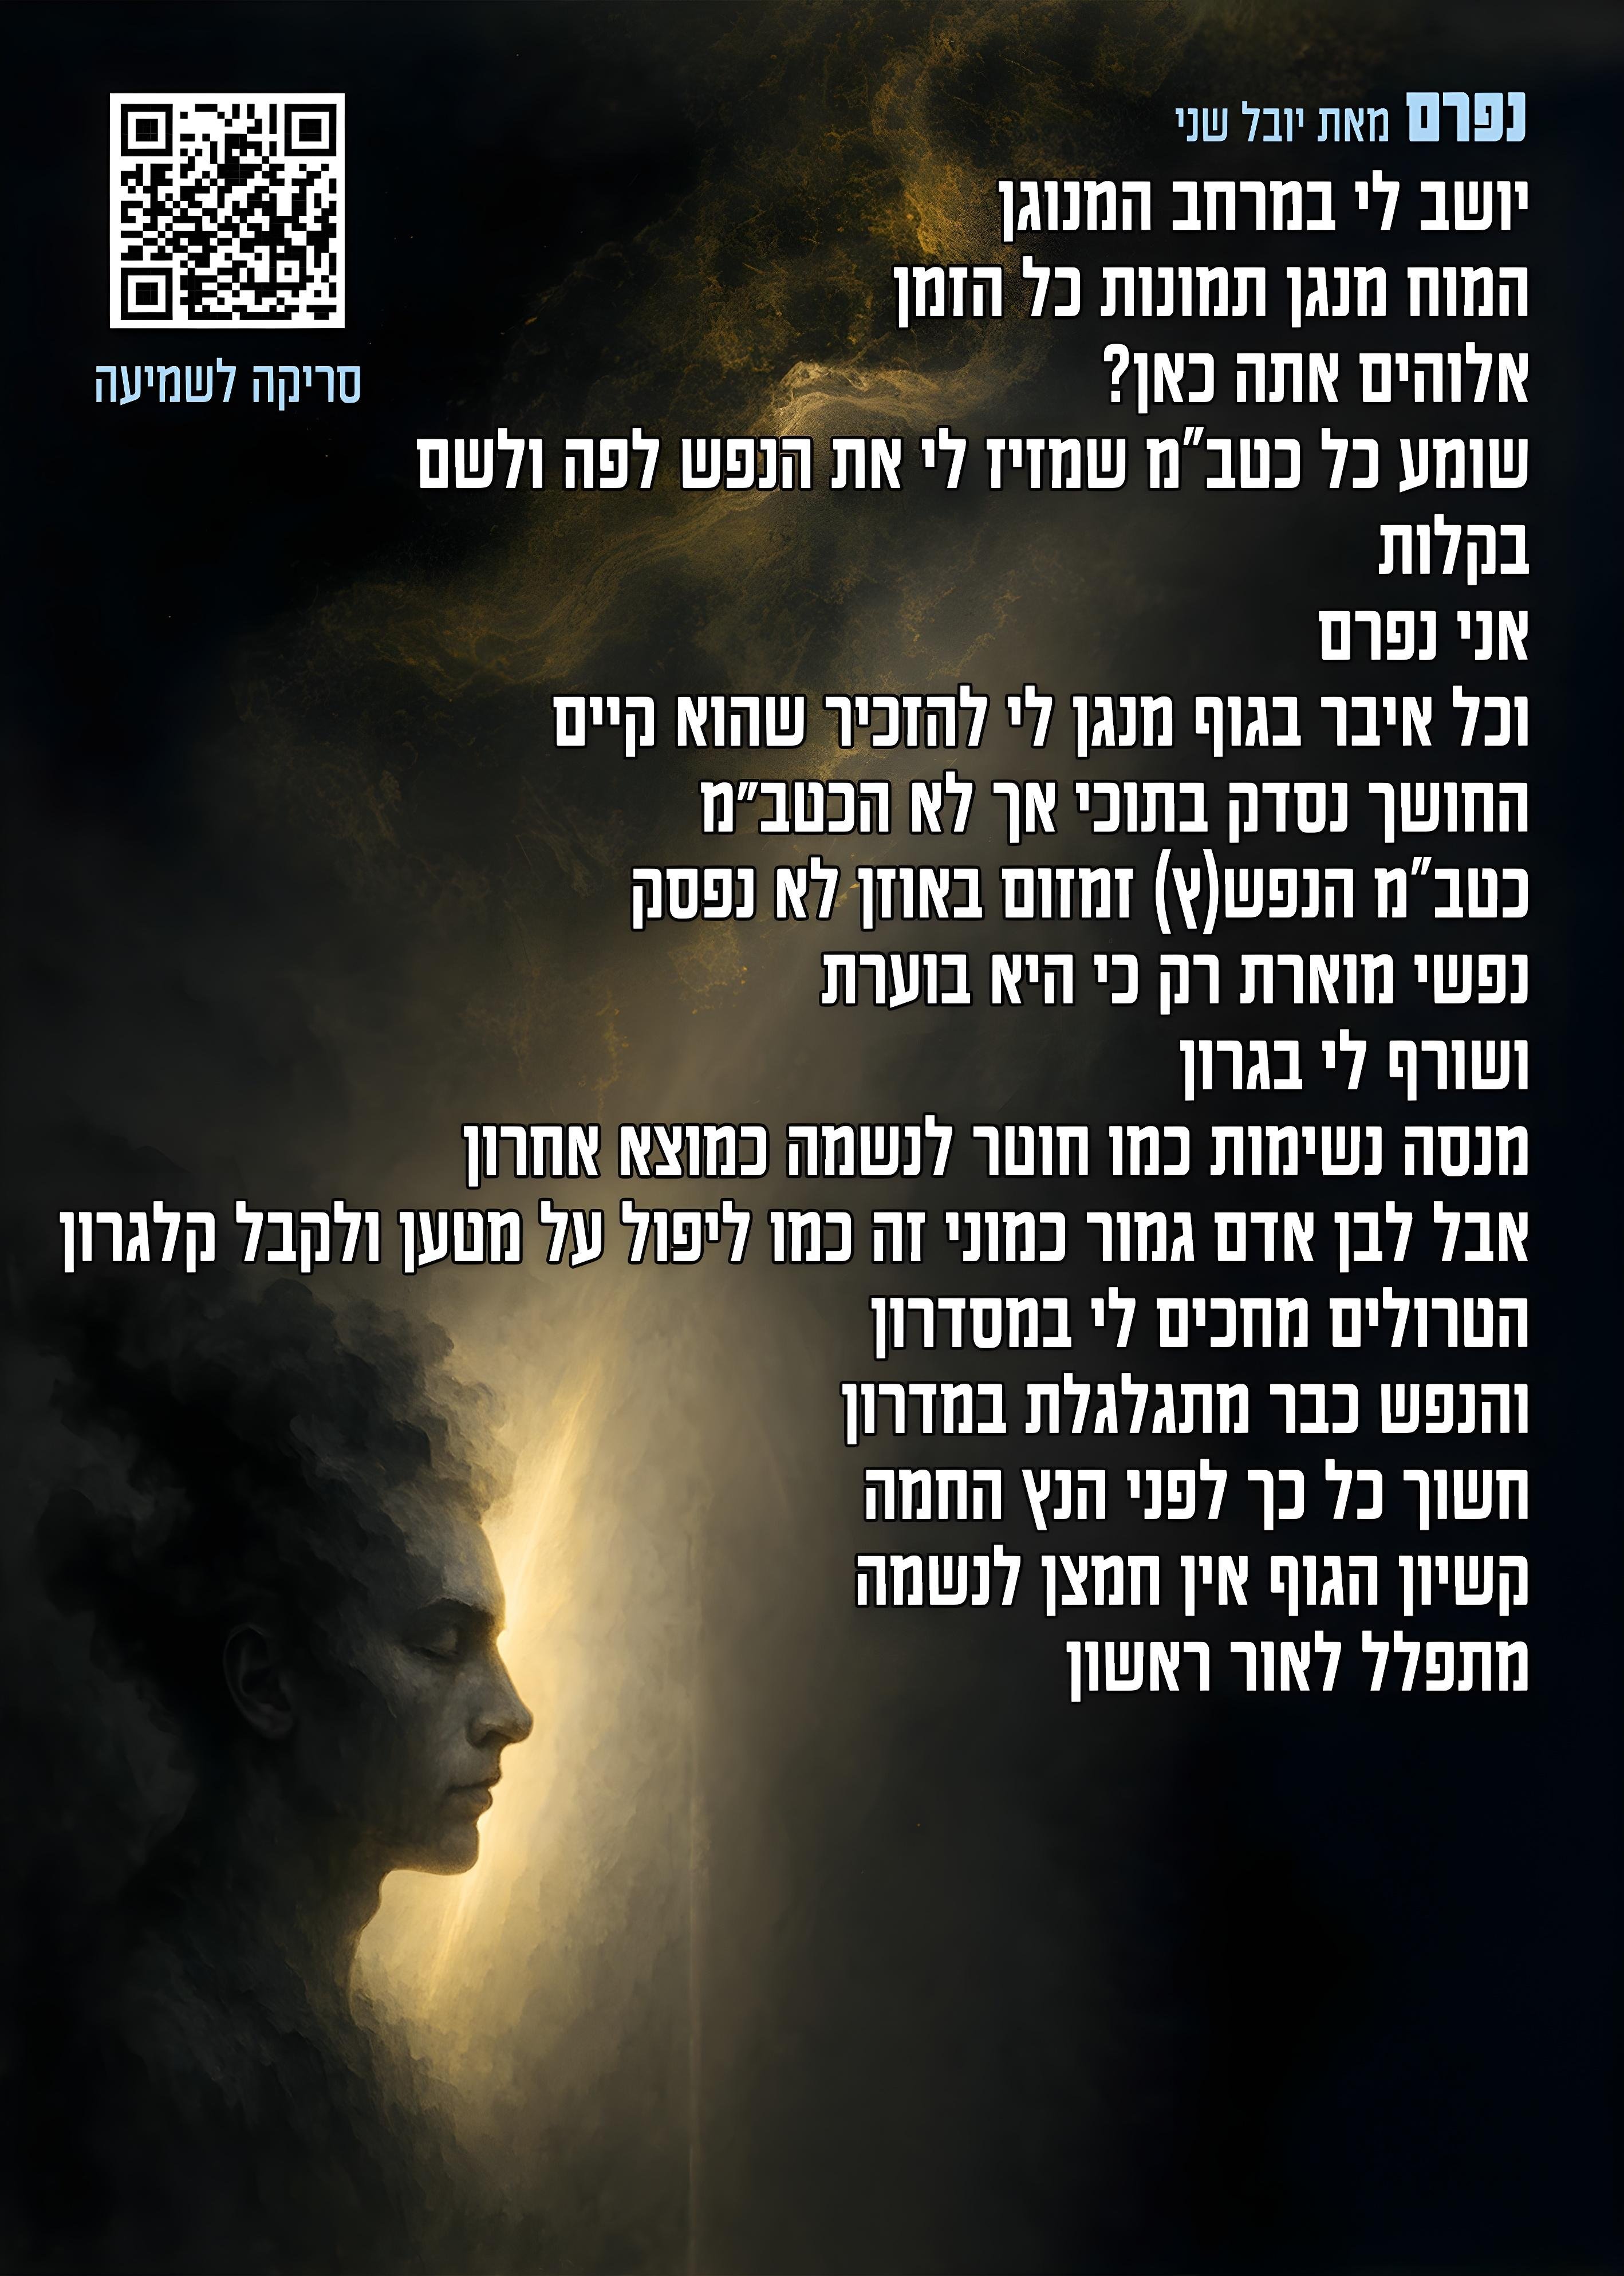 נפרם מאת יובל שני
יושב לי במרחב המנוגן
המוח מנגן תמונות כל הזמן
אלוהים אתה כאן?
שומע כל כטב"מ שמזיז לי את הנפש לפה ולשם
בקלות
אני נפרם
וכל איבר בגוף מנגן לי להזכיר שהוא קיים
החושך נסדק בתוכי אך לא הכטב"מ
כטב"מ הנפש(ץ) זמזום באוזן לא נפסק
נפשי מוארת רק כי היא בוערת
ושורף לי בגרון
מנסה נשימות כמו חוטר לנשמה כמוצא אחרון
אבל לבן אדם גמור כמוני זה כמו ליפול על מטען ולקבל קלגרון
הטרולים מחכים לי במסדרון
והנפש כבר מתגלגלת במדרון
חשוך כל כך לפני הנץ החמה
קשיון הגוף אין חמצן לנשמה
מתפלל לאור ראשון
סריקה לשמיעה